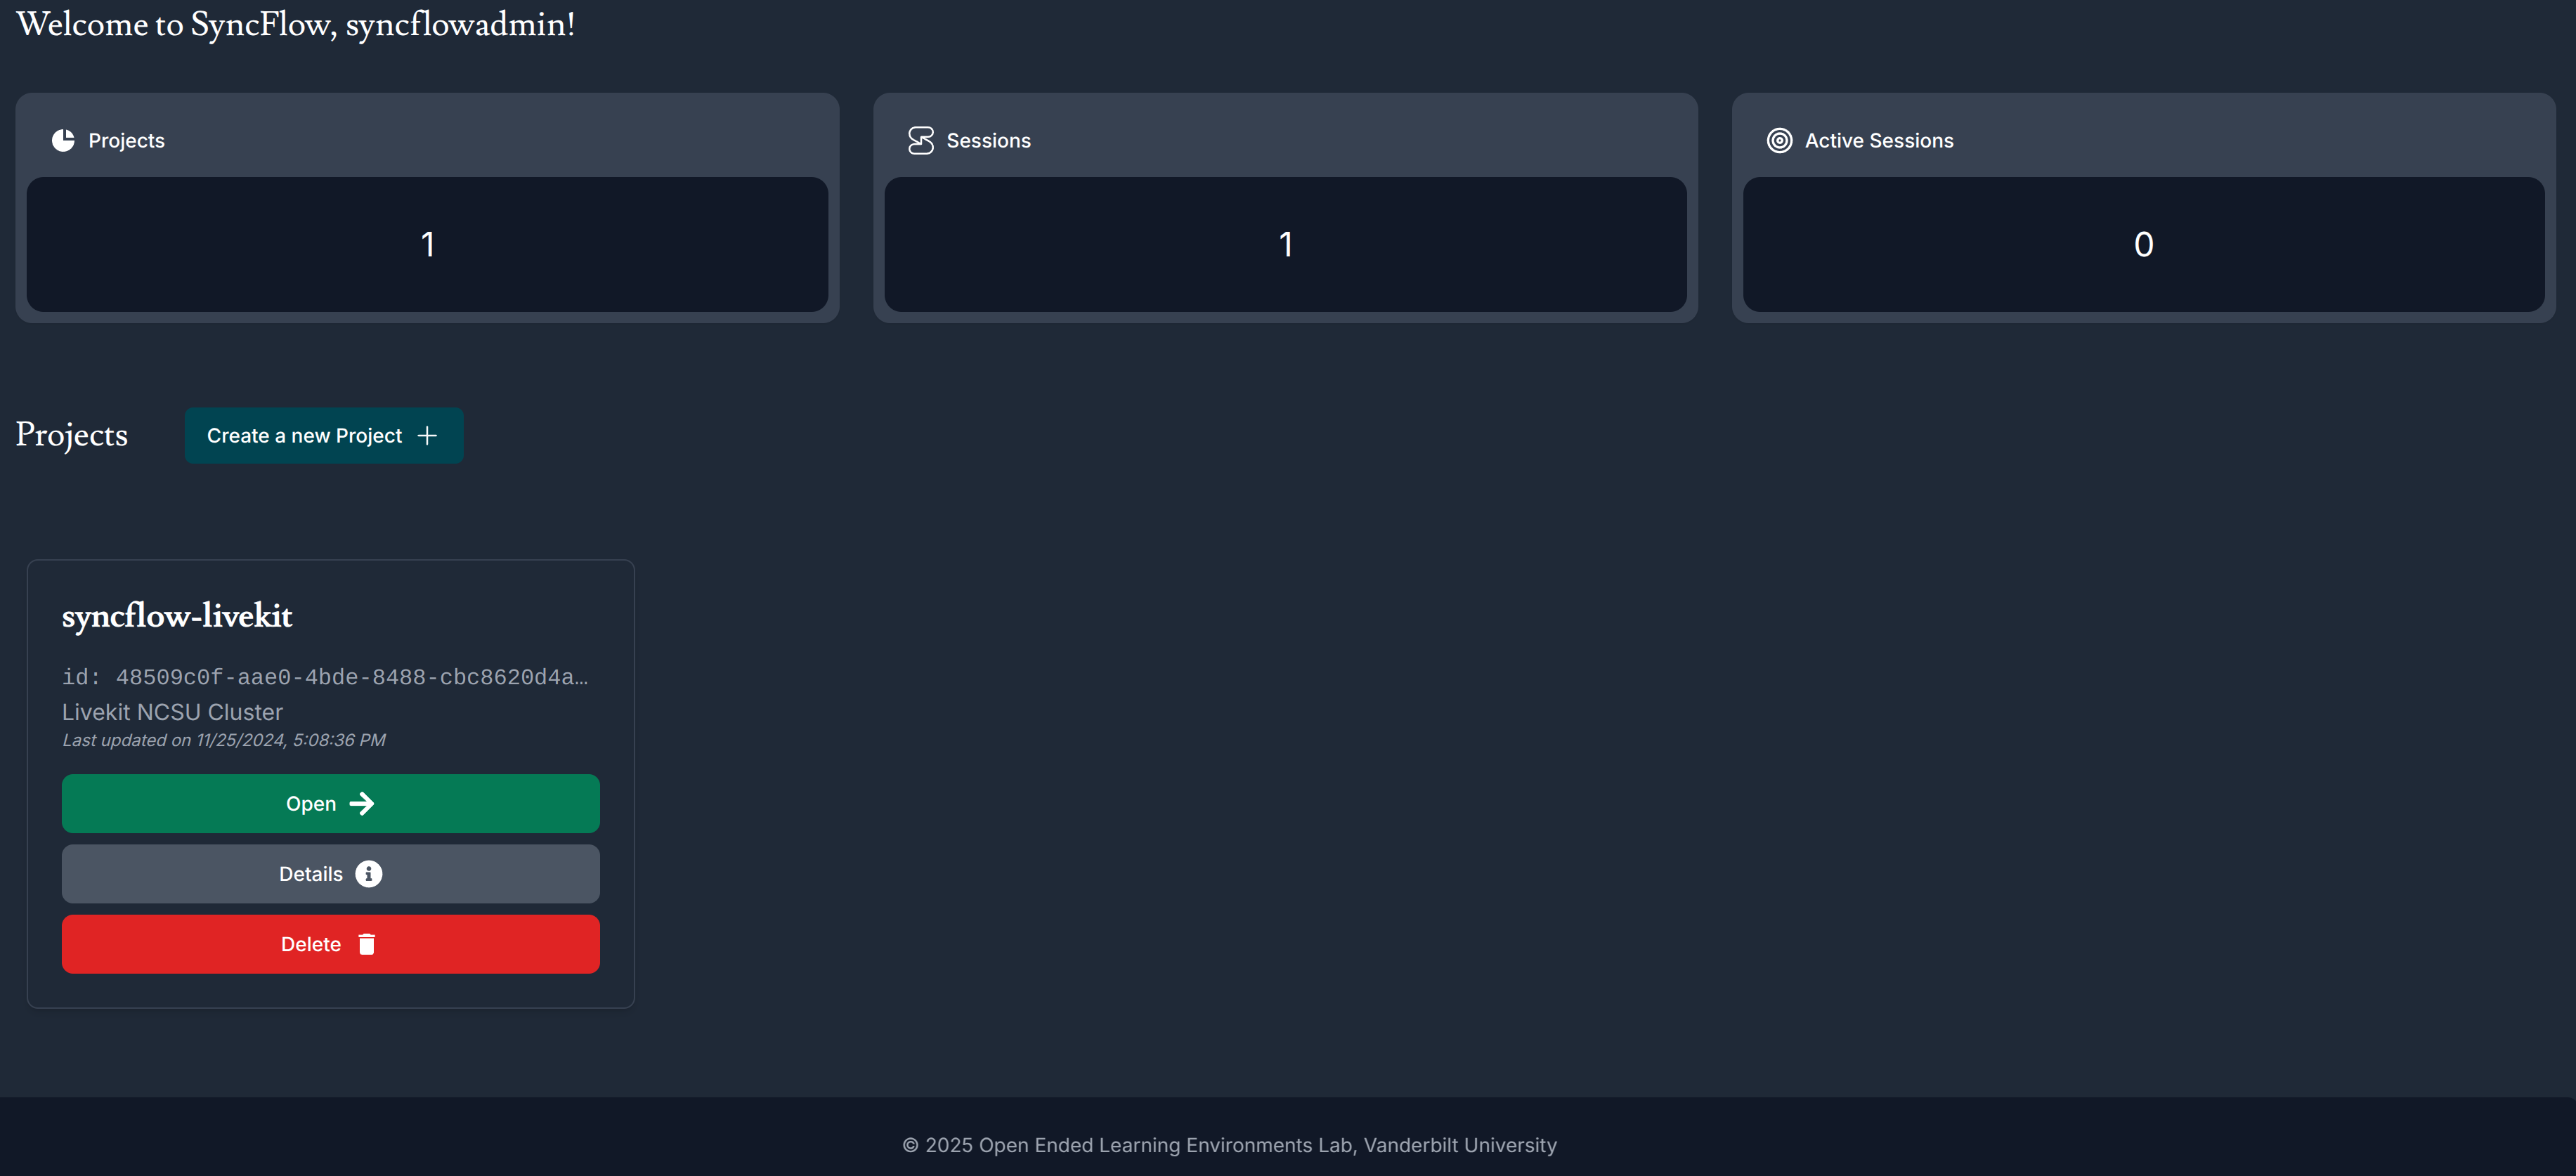 Welcome to SyncFlow, syncflowadmin!
Projects
1
Sessions
1
Active Sessions
0
Projects
Create a new Project
syncflow-livekit
id: 48509c0f-aae0-4bde-8488-cbc8620d4a…
Livekit NCSU Cluster
Last updated on 11/25/2024, 5:08:36 PM
Open
Details
Delete
© 2025 Open Ended Learning Environments Lab, Vanderbilt University